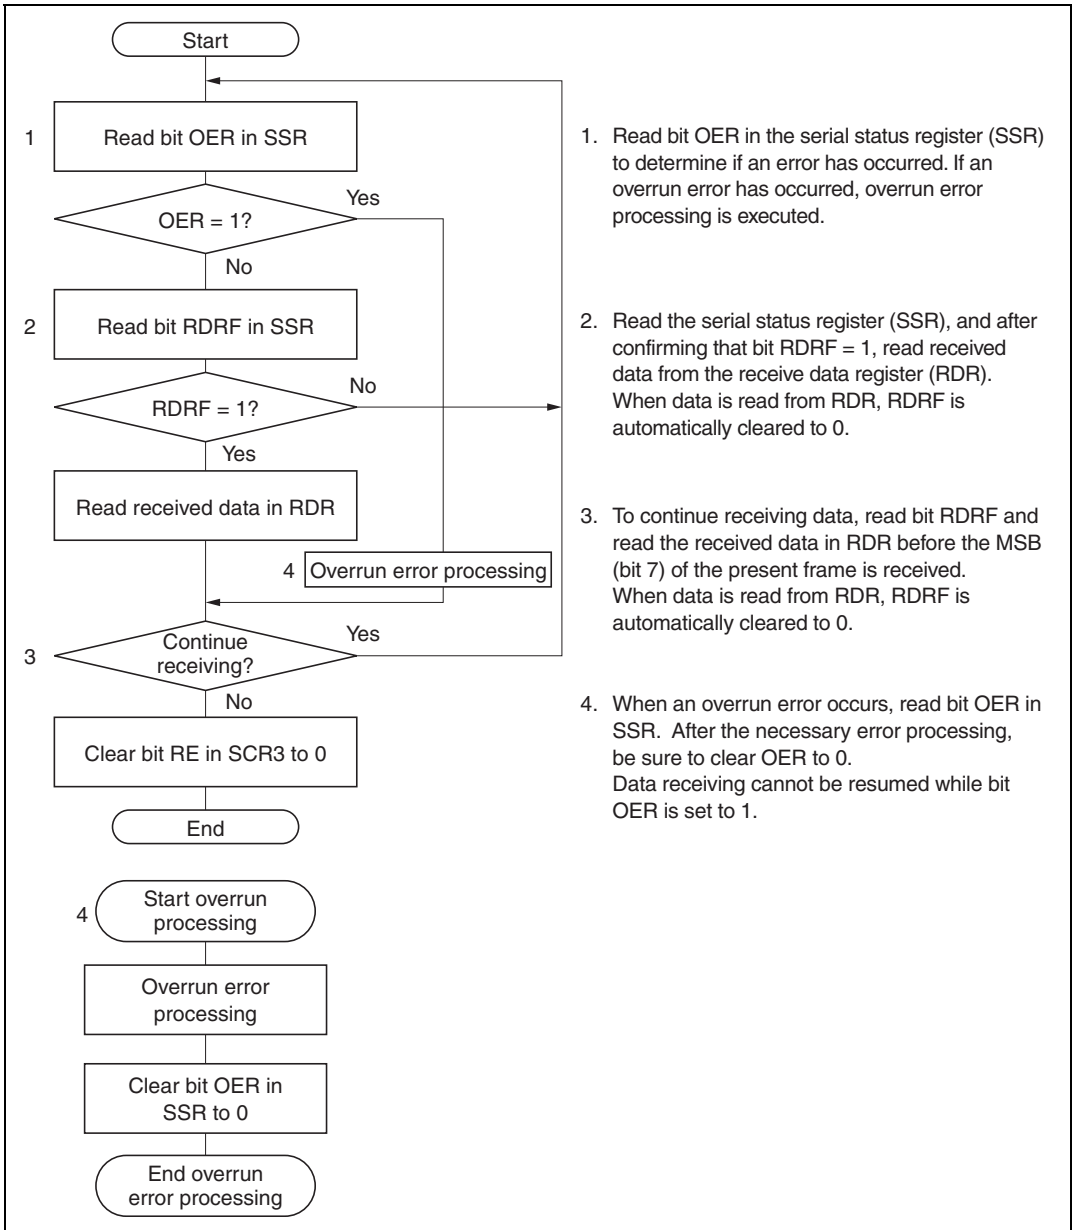 Start
1
Read bit OER in SSR
OER = 1?
Yes
No
2
Read bit RDRF in SSR
RDRF = 1?
No
Yes
Read received data in RDR
4
Overrun error processing
3
Continue
receiving?
Yes
No
Clear bit RE in SCR3 to 0
End
4
Start overrun
processing
Overrun error
processing
Clear bit OER in
SSR to 0
End overrun
error processing
1. Read bit OER in the serial status register (SSR)
to determine if an error has occurred. If an
overrun error has occurred, overrun error
processing is executed.
2. Read the serial status register (SSR), and after
confirming that bit RDRF = 1, read received
data from the receive data register (RDR).
When data is read from RDR, RDRF is
automatically cleared to 0.
3. To continue receiving data, read bit RDRF and
read the received data in RDR before the MSB
(bit 7) of the present frame is received.
When data is read from RDR, RDRF is
automatically cleared to 0.
4. When an overrun error occurs, read bit OER in
SSR.  After the necessary error processing,
be sure to clear OER to 0.
Data receiving cannot be resumed while bit
OER is set to 1.